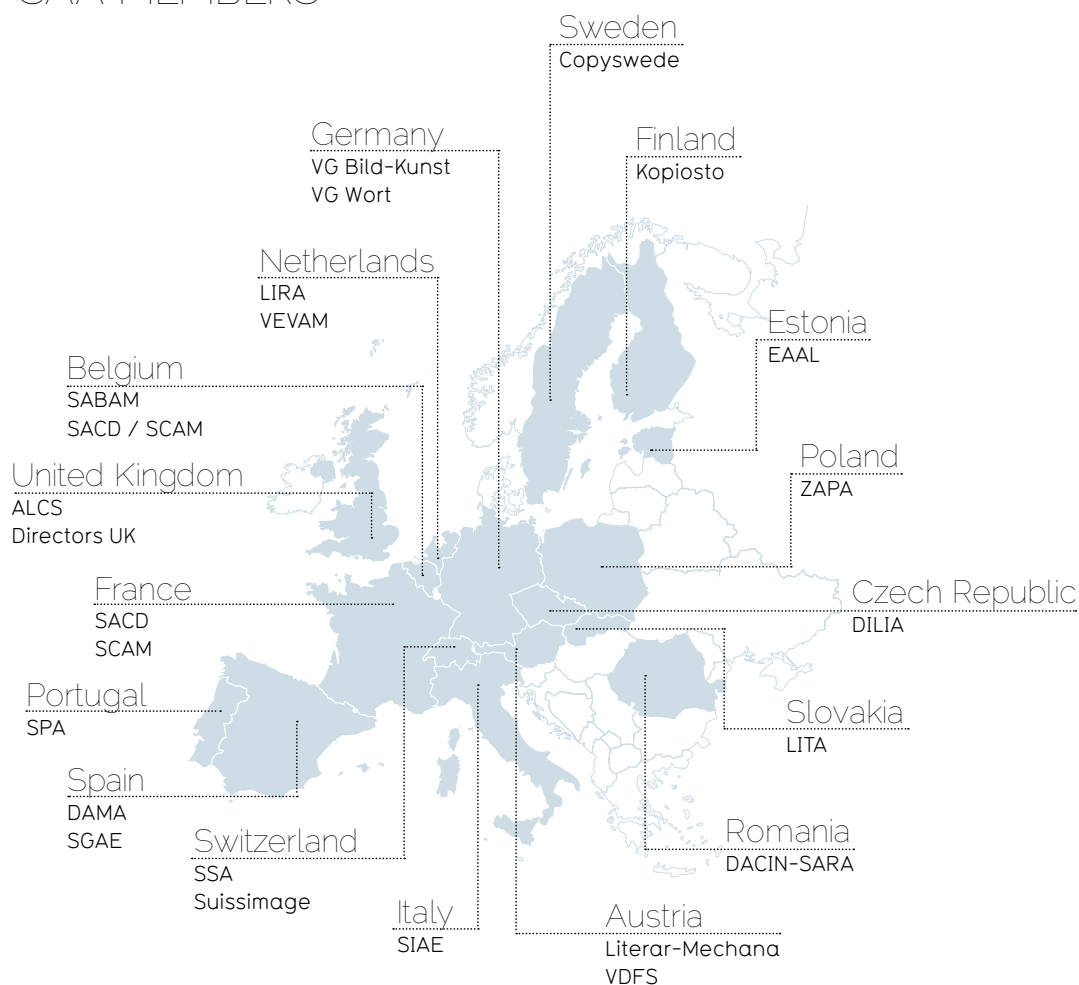 SAA MEMBERS
Sweden
Copyswede
Germany
VG Bild-Kunst
VG Wort
Finland
Kopiosto
Netherlands
LIRA
VEVAM
Estonia
EAAL
Belgium
SABAM
SACD / SCAM
United Kingdom
ALCS
Directors UK
Poland
ZAPA
France
SACD
SCAM
Czech Republic
DILIA
Portugal
SPA
Slovakia
LITA
Spain
DAMA
SGAE
Switzerland
SSA
Suissimage
Romania
DACIN-SARA
Italy
SIAE
Austria
Literar-Mechana
VDFS